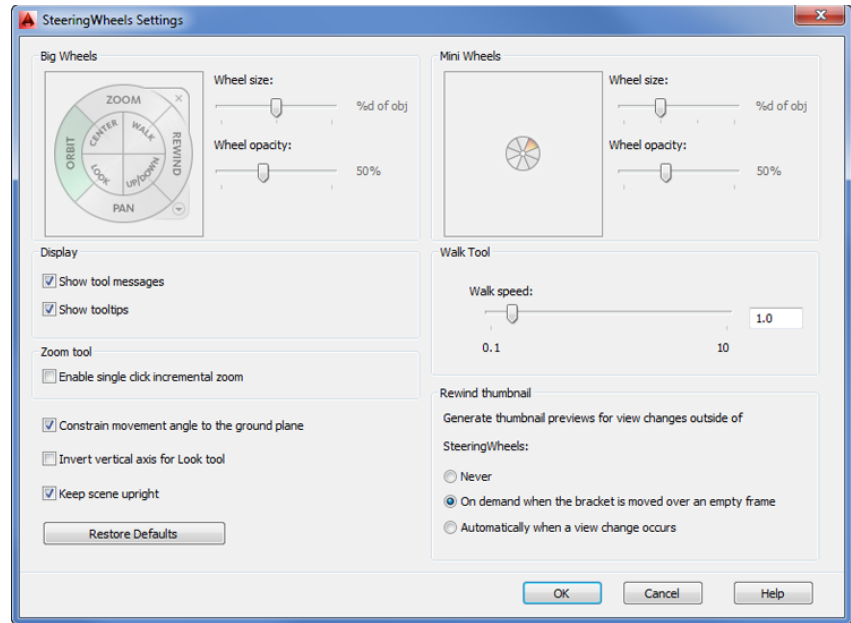 SteeringWheels Settings
Big Wheels
ZOOM
CENTER
WALK
ORBIT
REWIND
LOOK
UP/DOWN
PAN
Wheel size:
%d of obj
Wheel opacity:
50%
Mini Wheels
Wheel size:
%d of obj
Wheel opacity:
50%
Display
Show tool messages
Show tooltips
Walk Tool
Walk speed:
1.0
0.1
10
Zoom tool
Enable single click incremental zoom
Constrain movement angle to the ground plane
Invert vertical axis for Look tool
Keep scene upright
Restore Defaults
Rewind thumbnail
Generate thumbnail previews for view changes outside of
SteeringWheels:
Never
On demand when the bracket is moved over an empty frame
Automatically when a view change occurs
OK
Cancel
Help